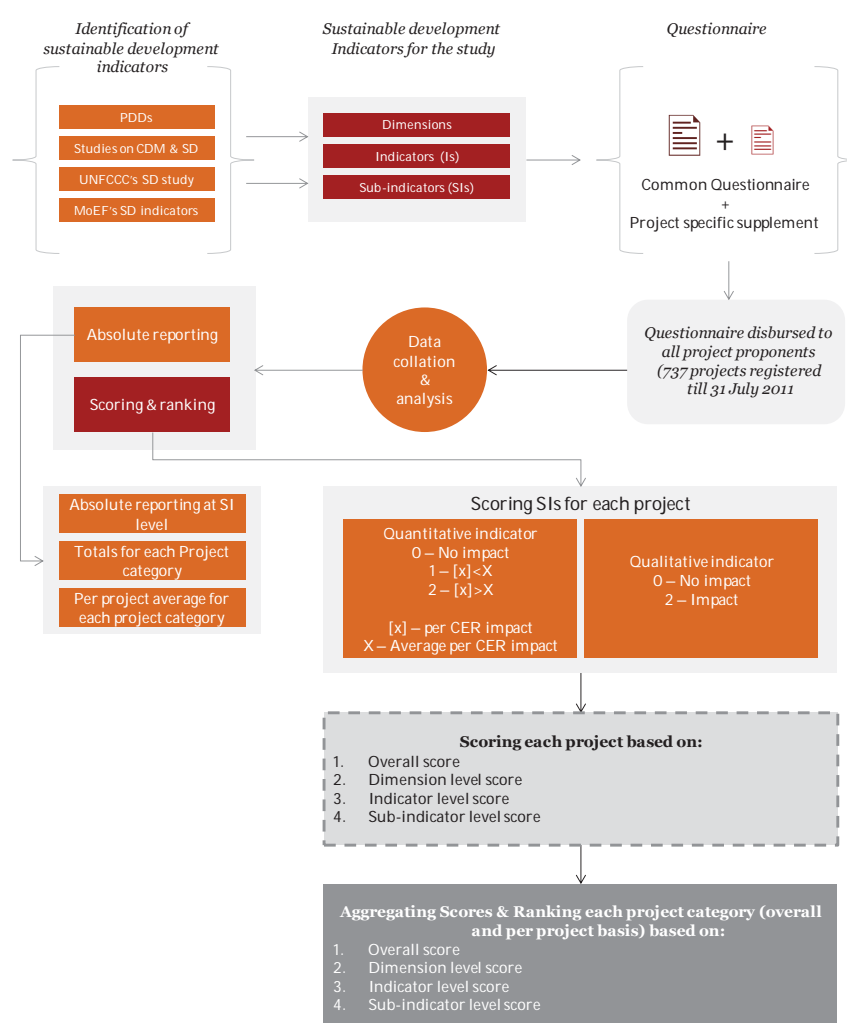 Identification of
sustainable development
indicators
PDDs
Studies on CDM & SD
UNFCCC's SD study
MoEF's SD indicators
Sustainable development
Indicators for the study
Dimensions
Indicators (Is)
Sub-indicators (SIs)
Questionnaire
+
Common Questionnaire
+
Project specific supplement
Questionnaire disbursed to
all project proponents
(737 projects registered
till 31 July 2011
Data
collation
&
analysis
Absolute reporting
Scoring & ranking
Absolute reporting at SI
level
Totals for each Project
category
Per project average for
each project category
Scoring SIs for each project
Quantitative indicator
0 – No impact
1 – [x]<X
2 – [x]>X
[x] – per CER impact
X – Average per CER impact
Qualitative indicator
0 – No impact
2 – Impact
Scoring each project based on:
1. Overall score
2. Dimension level score
3. Indicator level score
4. Sub-indicator level score
Aggregating Scores & Ranking each project category (overall
and per project basis) based on:
1. Overall score
2. Dimension level score
3. Indicator level score
4. Sub-indicator level score